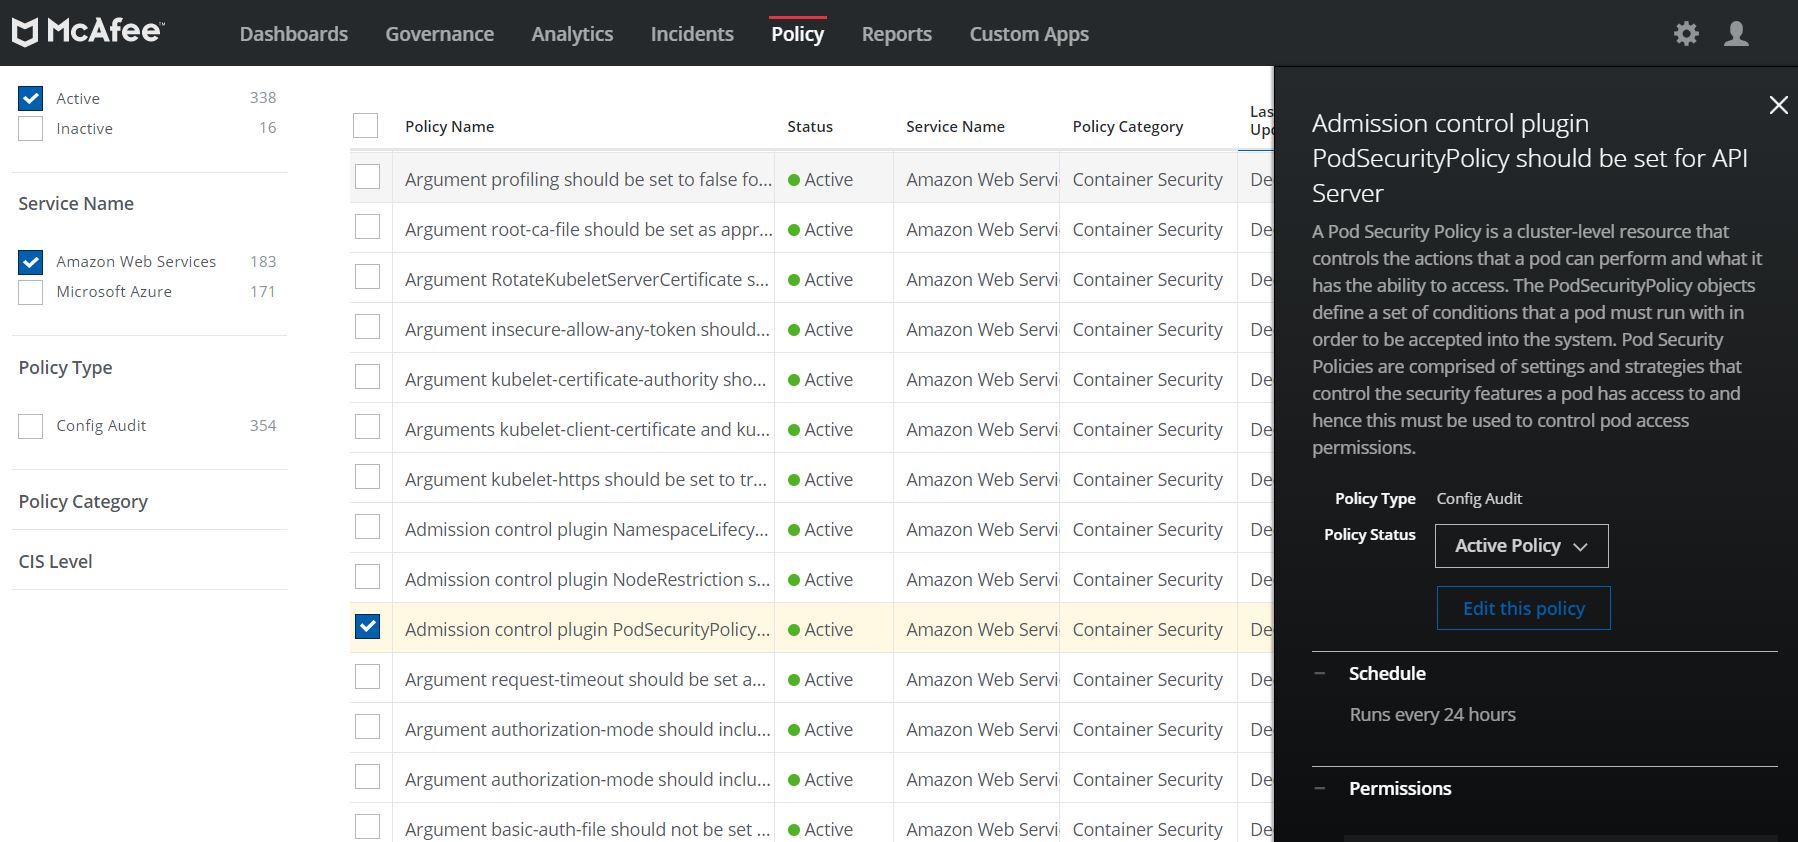 McAfee™
Dashboards Governance Analytics Incidents Policy Reports Custom Apps
Active 338
Inactive 16
Service Name
Amazon Web Services 183
Microsoft Azure 171
Policy Type
Config Audit 354
Policy Category
CIS Level
Policy Name Status Service Name Policy Category Las
Upd
Argument profiling should be set to false fo... Active Amazon Web Servi Container Security De
Argument root-ca-file should be set as appr... Active Amazon Web Servi Container Security De
Argument RotateKubeletServerCertificate s... Active Amazon Web Servi Container Security De
Argument insecure-allow-any-token should... Active Amazon Web Servi Container Security De
Argument kubelet-certificate-authority sho... Active Amazon Web Servi Container Security De
Arguments kubelet-client-certificate and ku... Active Amazon Web Servi Container Security De
Argument kubelet-https should be set to tr... Active Amazon Web Servi Container Security De
Admission control plugin NamespaceLifecy... Active Amazon Web Servi Container Security De
Admission control plugin NodeRestriction s... Active Amazon Web Servi Container Security De
Admission control plugin PodSecurityPolicy... Active Amazon Web Servi Container Security De
Argument request-timeout should be set a... Active Amazon Web Servi Container Security De
Argument authorization-mode should inclu... Active Amazon Web Servi Container Security De
Argument authorization-mode should inclu... Active Amazon Web Servi Container Security De
Argument basic-auth-file should not be set ... Active Amazon Web Servi Container Security De
Admission control plugin
PodSecurityPolicy should be set for API
Server
A Pod Security Policy is a cluster-level resource that
controls the actions that a pod can perform and what it
has the ability to access. The PodSecurityPolicy objects
define a set of conditions that a pod must run with in
order to be accepted into the system. Pod Security
Policies are comprised of settings and strategies that
control the security features a pod has access to and
hence this must be used to control pod access
permissions.
Policy Type Config Audit
Policy Status Active Policy
Edit this policy
Schedule
Runs every 24 hours
Permissions